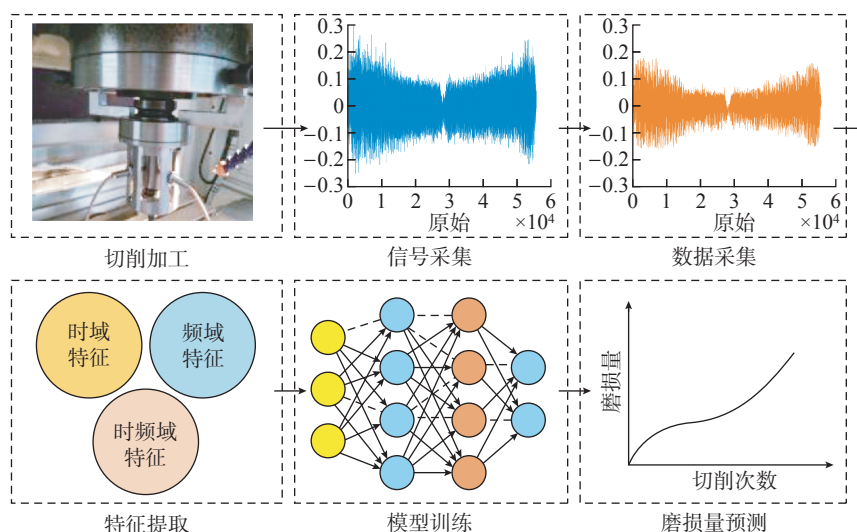 0.3
0.2
0.1
0
−0.1
−0.2
−0.3
0 1 2 3 4 5 6
原始
×10⁴
0.3
0.2
0.1
0
−0.1
−0.2
−0.3
0 1 2 3 4 5 6
原始
×10⁴
切削加工
信号采集
数据采集
时域
特征
频域
特征
时频域
特征
磨损量
切削次数
特征提取
模型训练
磨损量预测